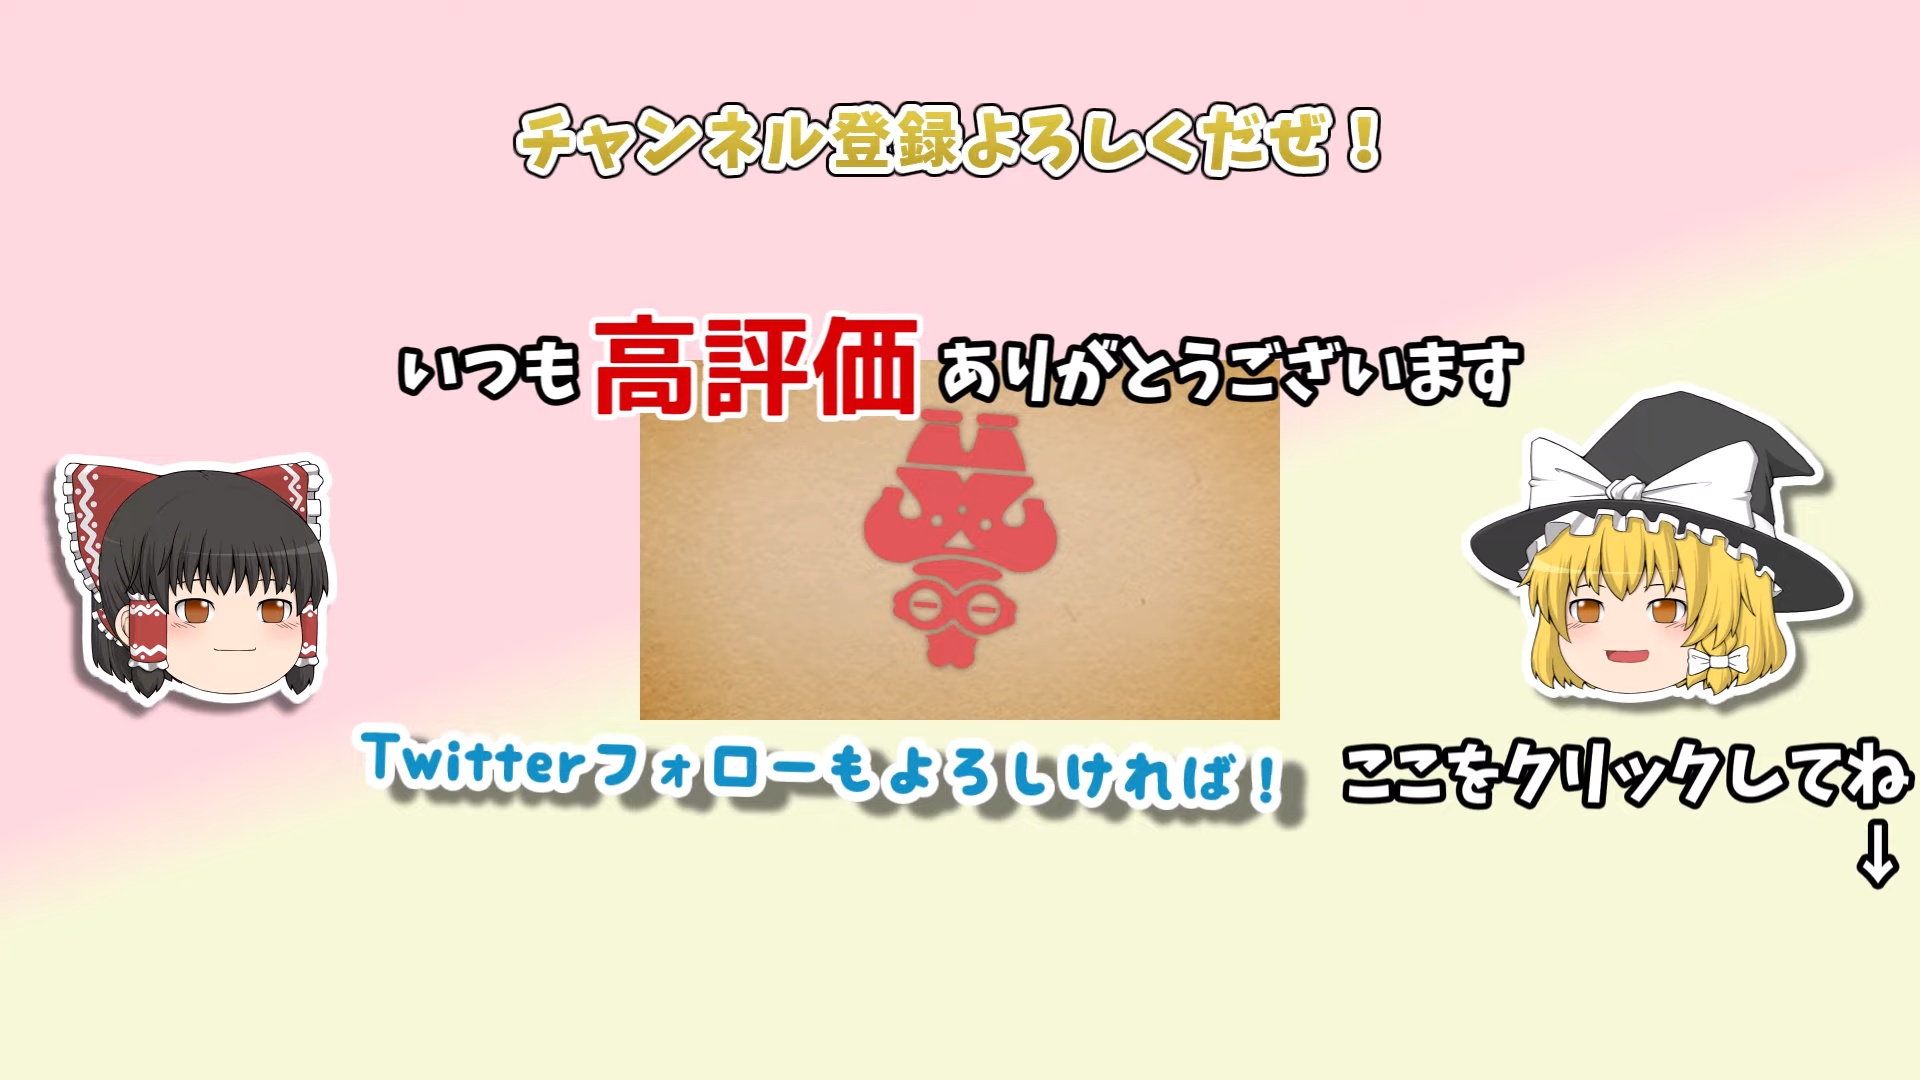 チャンネル登録よろしくだぜ！
いつも高評価ありがとうございます
Twitterフォローもよろしければ！
ここをクリックしてね
↓